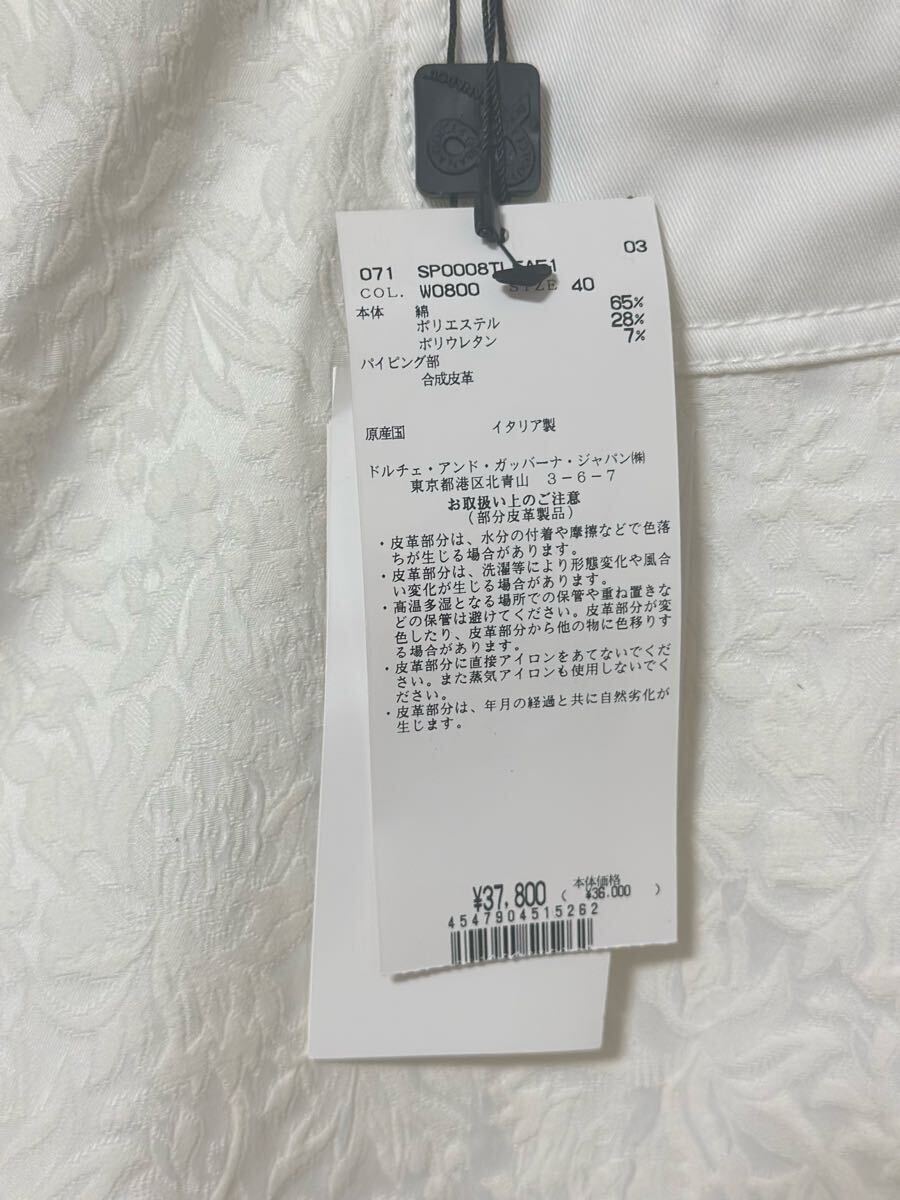 03
071 SP0008TL
COL. W0800 SIZE 40
本体 綿 65%
ポリエステル 28%
ポリウレタン 7%
パイピング部
合成皮革
原産国 イタリア製
ドルチェ・アンド・ガッバーナ・ジャパン㈱
東京都港区北青山 3-6-7
お取扱い上のご注意
(部分皮革製品)
・皮革部分は、水分の付着や摩擦などで色落
ちが生じる場合があります。
・皮革部分は、洗濯等により形態変化や風合
い変化が生じる場合があります。
・高温多湿となる場所での保管や重ね置きな
どの保管は避けてください。皮革部分が変
色したり、皮革部分から他の物に色移りす
る場合があります。
・皮革部分に直接アイロンをあてないでくだ
さい。また蒸気アイロンも使用しないでく
ださい。
・皮革部分は、年月の経過と共に自然劣化が
生じます。
¥37,800 (本体価格 ¥36,000)
4547904515262